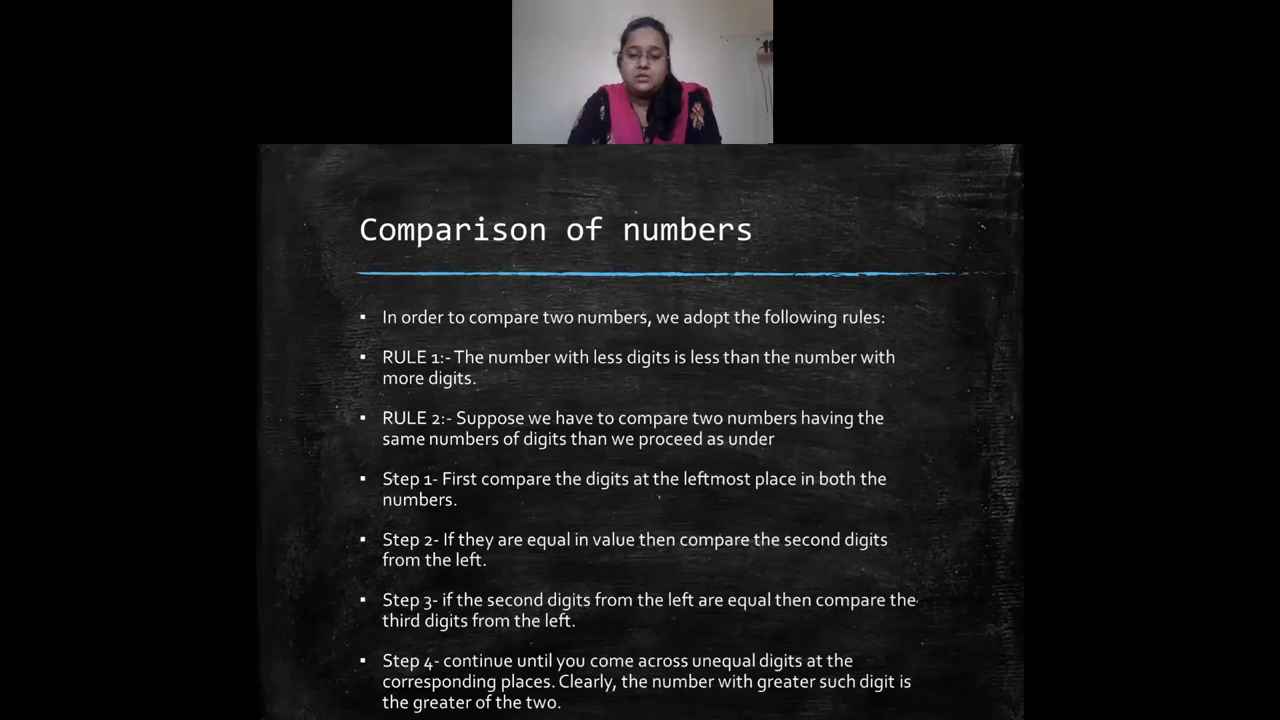 Comparison of numbers
▪ In order to compare two numbers, we adopt the following rules:
▪ RULE 1:- The number with less digits is less than the number with
more digits.
▪ RULE 2:- Suppose we have to compare two numbers having the
same numbers of digits than we proceed as under
▪ Step 1- First compare the digits at the leftmost place in both the
numbers.
▪ Step 2- If they are equal in value then compare the second digits
from the left.
▪ Step 3- if the second digits from the left are equal then compare the
third digits from the left.
▪ Step 4- continue until you come across unequal digits at the
corresponding places. Clearly, the number with greater such digit is
the greater of the two.